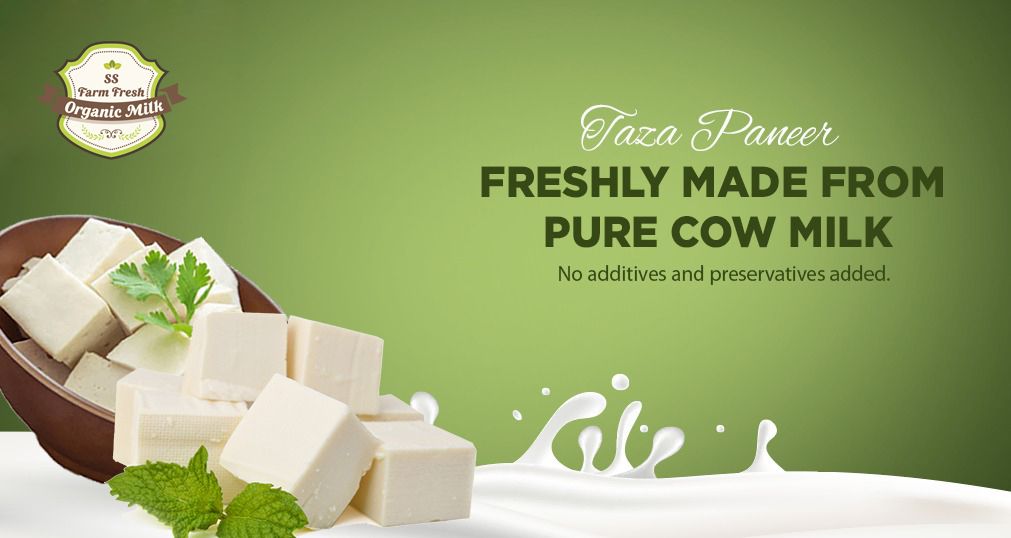 SS
Farm Fresh
Organic Milk
Taza Paneer
FRESHLY MADE FROM
PURE COW MILK
No additives and preservatives added.